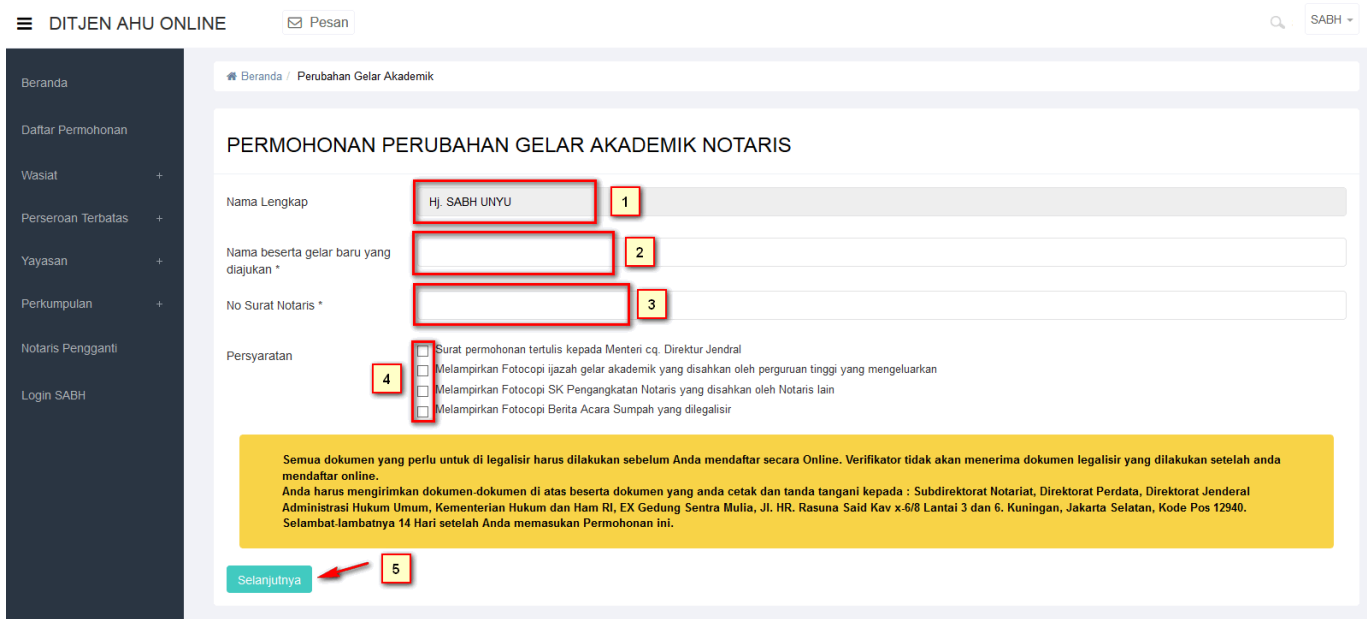 DITJEN AHU ONLINE
Pesan
SABH
Beranda
Daftar Permohonan
Wasiat +
Perseroan Terbatas +
Yayasan +
Perkumpulan +
Notaris Pengganti
Login SABH
Beranda / Perubahan Gelar Akademik
PERMOHONAN PERUBAHAN GELAR AKADEMIK NOTARIS
Nama Lengkap
Hj. SABH UNYU
1
Nama beserta gelar baru yang
diajukan *
2
No Surat Notaris *
3
Persyaratan
4
Surat permohonan tertulis kepada Menteri cq. Direktur Jendral
Melampirkan Fotocopi ijazah gelar akademik yang disahkan oleh perguruan tinggi yang mengeluarkan
Melampirkan Fotocopi SK Pengangkatan Notaris yang disahkan oleh Notaris lain
Melampirkan Fotocopi Berita Acara Sumpah yang dilegalisir
Semua dokumen yang perlu untuk di legalisir harus dilakukan sebelum Anda mendaftar secara Online. Verifikator tidak akan menerima dokumen legalisir yang dilakukan setelah anda
mendaftar online.
Anda harus mengirimkan dokumen-dokumen di atas beserta dokumen yang anda cetak dan tanda tangani kepada : Subdirektorat Notariat, Direktorat Perdata, Direktorat Jenderal
Administrasi Hukum Umum, Kementerian Hukum dan Ham RI, EX Gedung Sentra Mulia, Jl. HR. Rasuna Said Kav x-6/8 Lantai 3 dan 6. Kuningan, Jakarta Selatan, Kode Pos 12940.
Selambat-lambatnya 14 Hari setelah Anda memasukan Permohonan ini.
Selanjutnya
5